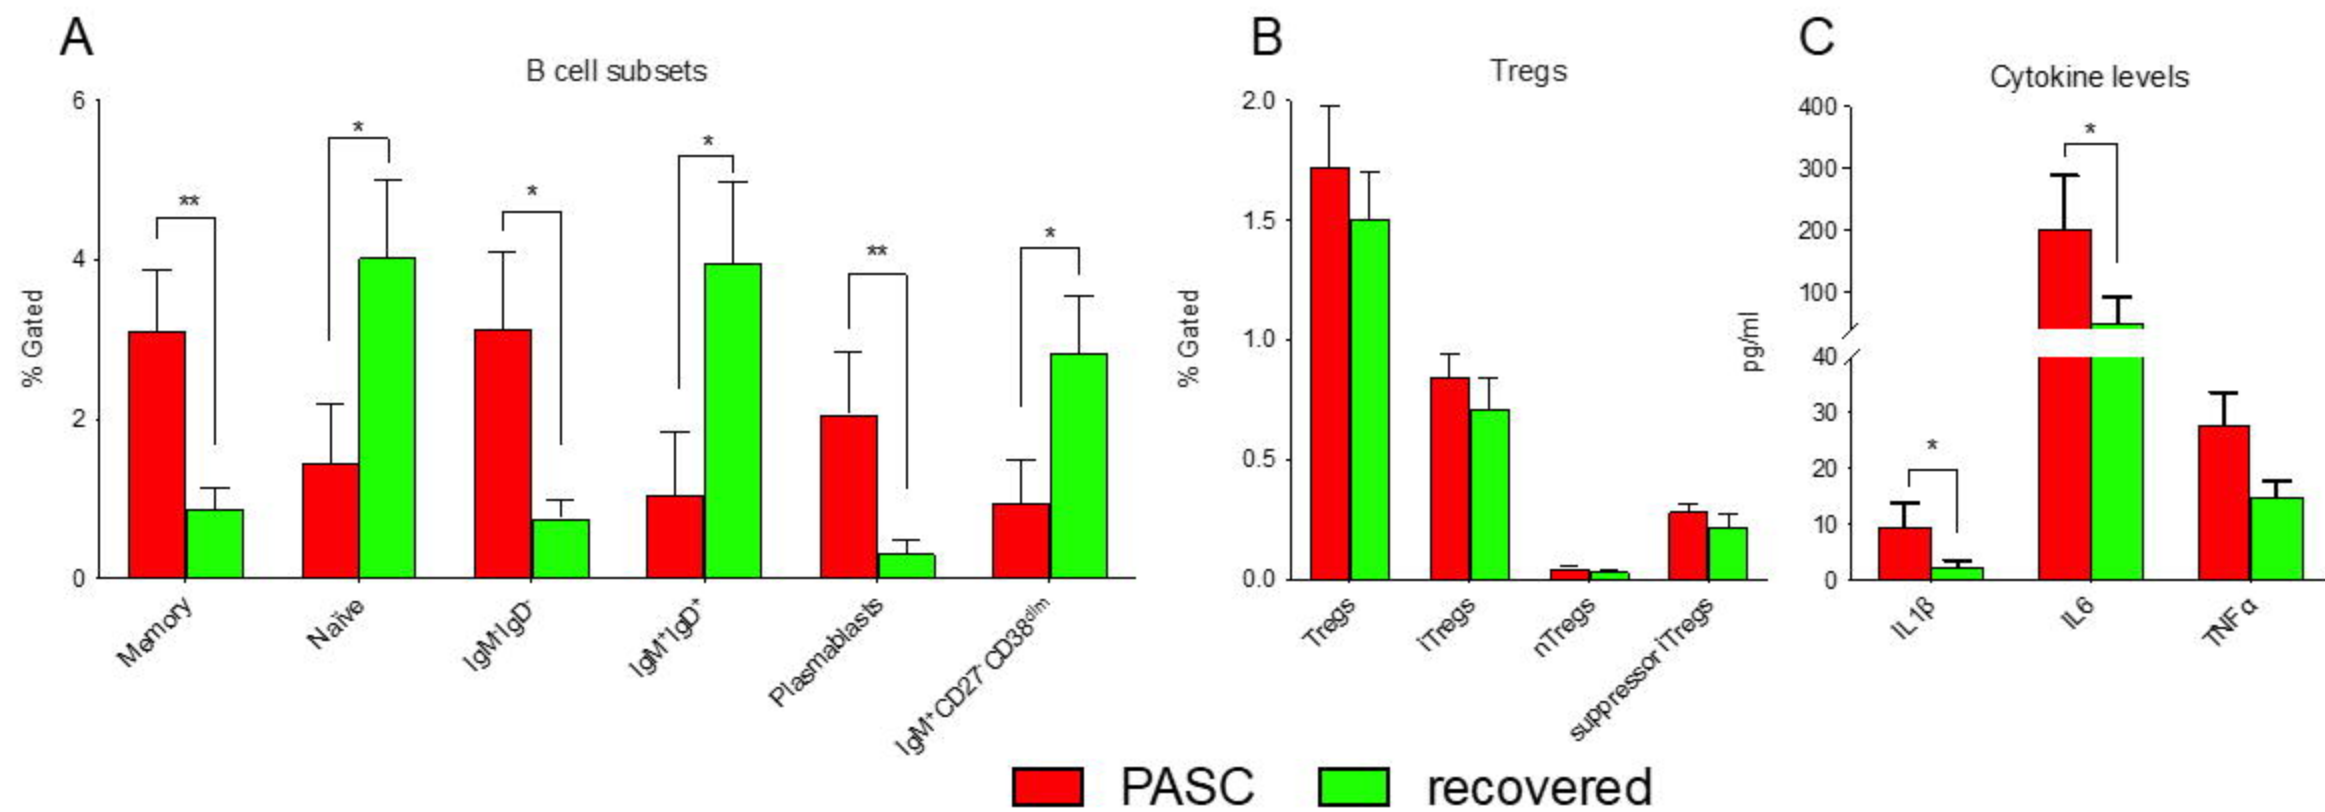 A
B cell subsets
% Gated
6
4
2
0
**
*
*
*
**
*
Memory
Naïve
IgM⁻IgD⁻
IgM⁺IgD⁺
Plasmablasts
IgM⁺CD27⁻CD38ᵈⁱᵐ
B
Tregs
% Gated
2.0
1.5
1.0
0.5
0.0
Tregs
iTregs
nTregs
suppressor iTregs
C
Cytokine levels
pg/ml
400
300
200
100
40
30
20
10
0
*
*
IL1β
IL6
TNFα
PASC
recovered